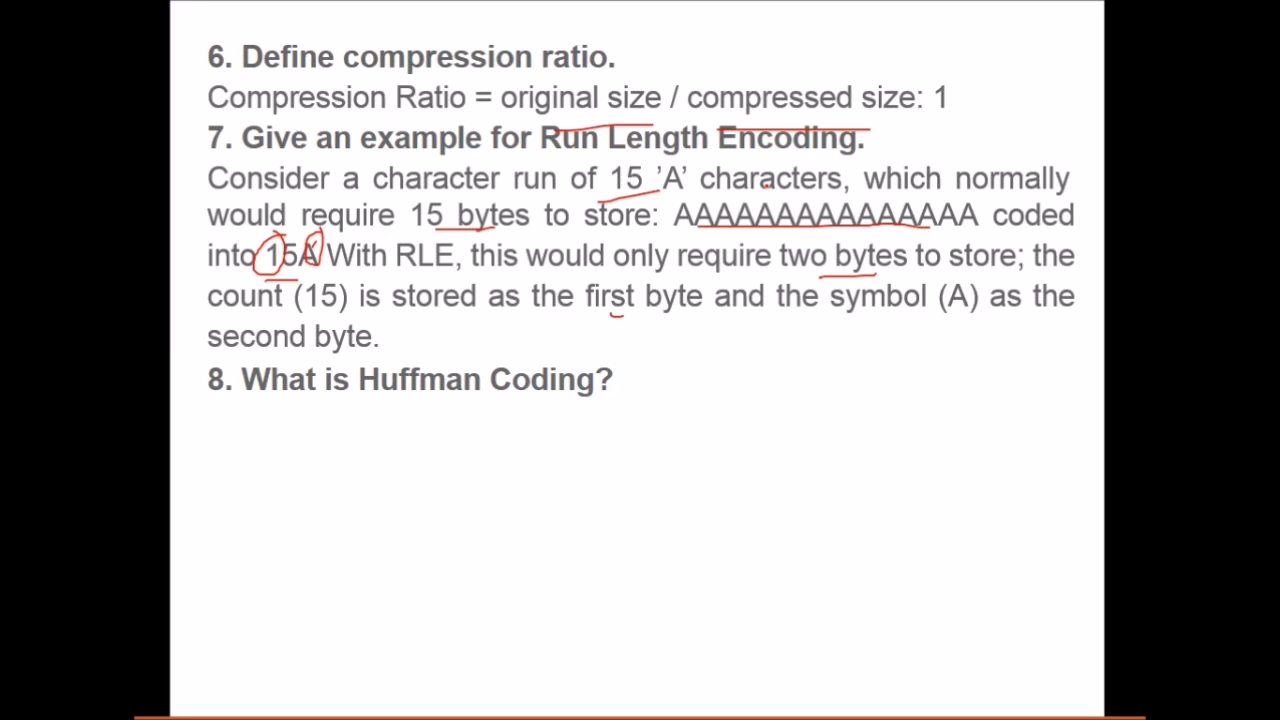 6. Define compression ratio.
Compression Ratio = original size / compressed size: 1
7. Give an example for Run Length Encoding.
Consider a character run of 15 ’A’ characters, which normally
would require 15 bytes to store: AAAAAAAAAAAAAAA coded
into 15A With RLE, this would only require two bytes to store; the
count (15) is stored as the first byte and the symbol (A) as the
second byte.
8. What is Huffman Coding?